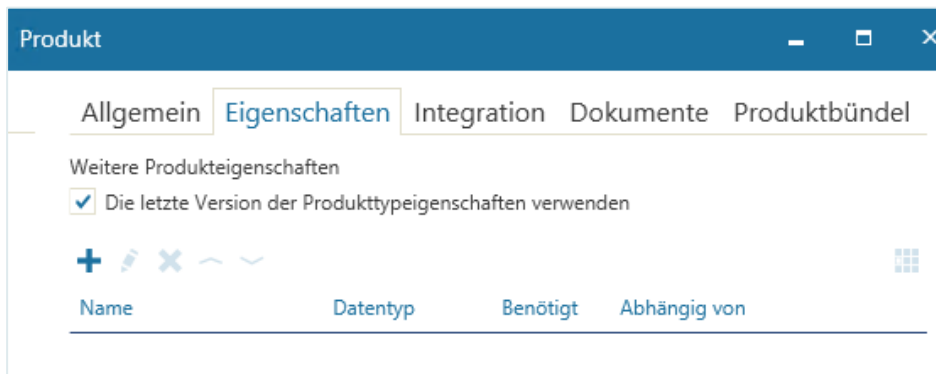 Produkt
Allgemein Eigenschaften Integration Dokumente Produktbündel
Weitere Produkteigenschaften
Die letzte Version der Produkttypeigenschaften verwenden
Name Datentyp Benötigt Abhängig von